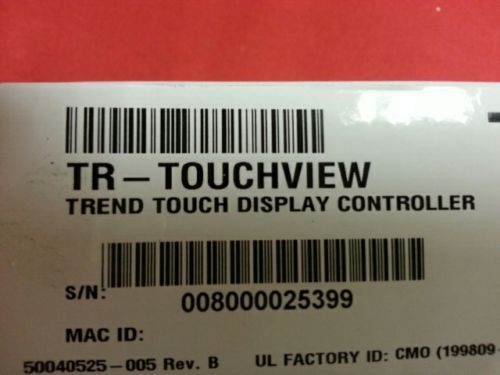 TR-TOUCHVIEW
TREND TOUCH DISPLAY CONTROLLER
S/N: 008000025399
MAC ID:
50040525-005 Rev. B UL FACTORY ID: CMO (199809-